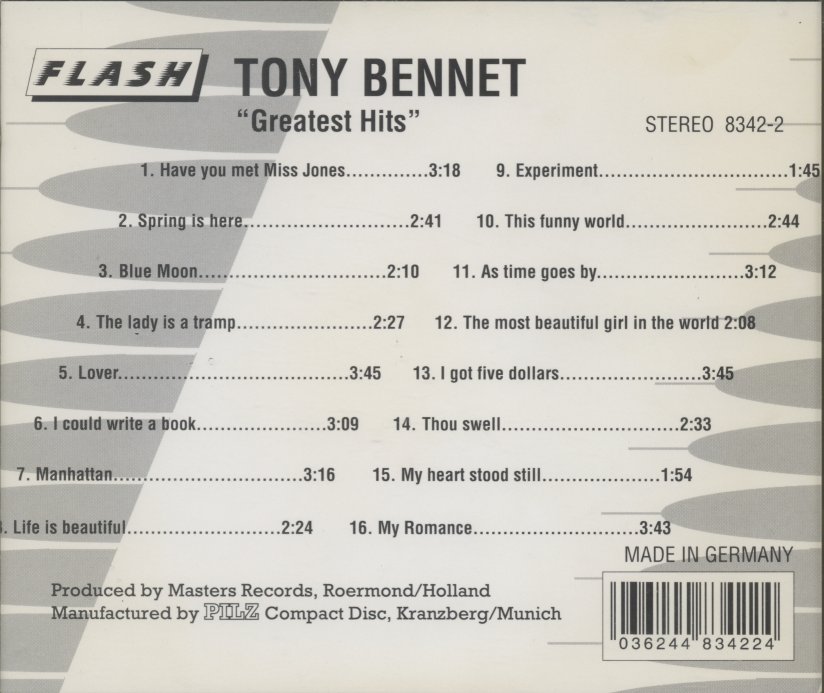 FLASH
TONY BENNET
“Greatest Hits”
STEREO 8342-2
1. Have you met Miss Jones..............3:18
2. Spring is here............................2:41
3. Blue Moon................................2:10
4. The lady is a tramp.......................2:27
5. Lover.......................................3:45
6. I could write a book......................3:09
7. Manhattan................................3:16
. Life is beautiful..........................2:24
9. Experiment................................1:45
10. This funny world........................2:44
11. As time goes by.........................3:12
12. The most beautiful girl in the world 2:08
13. I got five dollars........................3:45
14. Thou swell..............................2:33
15. My heart stood still....................1:54
16. My Romance............................3:43
MADE IN GERMANY
Produced by Masters Records, Roermond/Holland
Manufactured by PILZ Compact Disc, Kranzberg/Munich
036244 834224